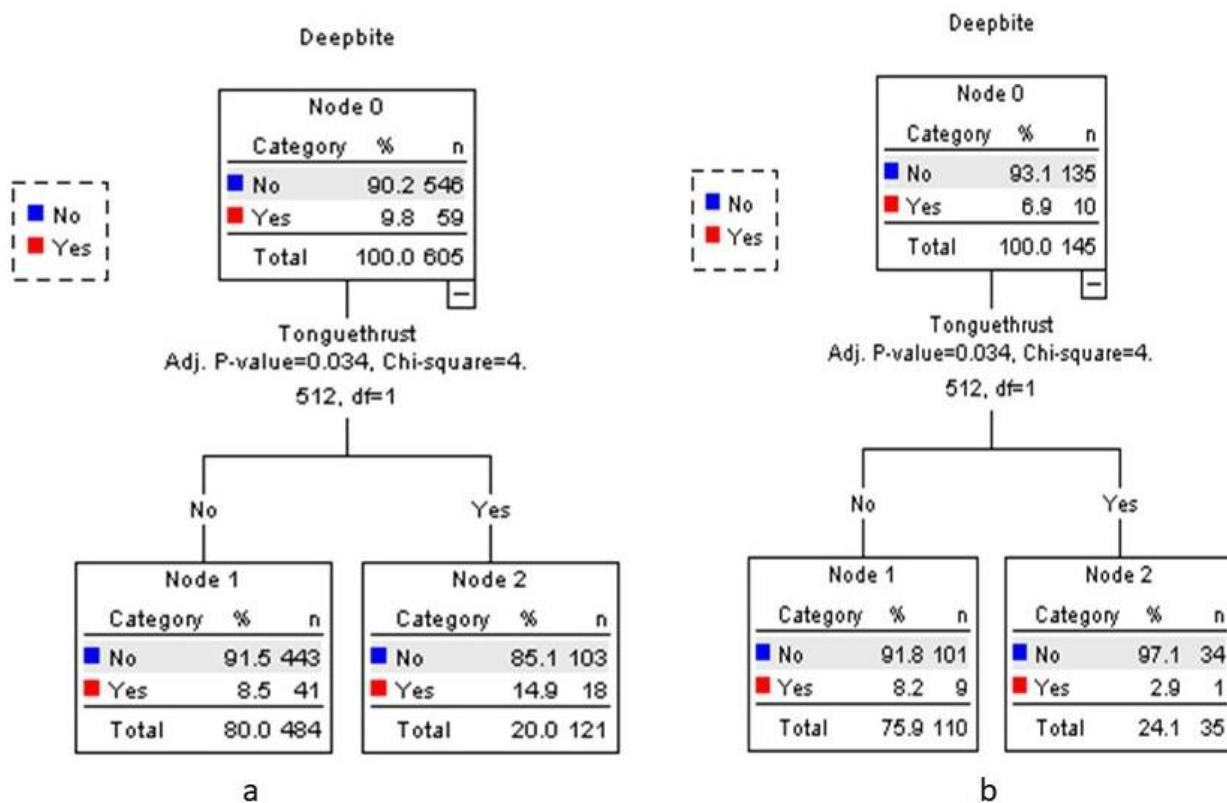 Deepbite
Node 0
Category % n
No 90.2 546
Yes 9.8 59
Total 100.0 605
No
Yes
Tonguethrust
Adj. P-value=0.034, Chi-square=4.
512, df=1
No
Yes
Node 1
Category % n
No 91.5 443
Yes 8.5 41
Total 80.0 484
Node 2
Category % n
No 85.1 103
Yes 14.9 18
Total 20.0 121
a
Deepbite
Node 0
Category % n
No 93.1 135
Yes 6.9 10
Total 100.0 145
No
Yes
Tonguethrust
Adj. P-value=0.034, Chi-square=4.
512, df=1
No
Yes
Node 1
Category % n
No 91.8 101
Yes 8.2 9
Total 75.9 110
Node 2
Category % n
No 97.1 34
Yes 2.9 1
Total 24.1 35
b